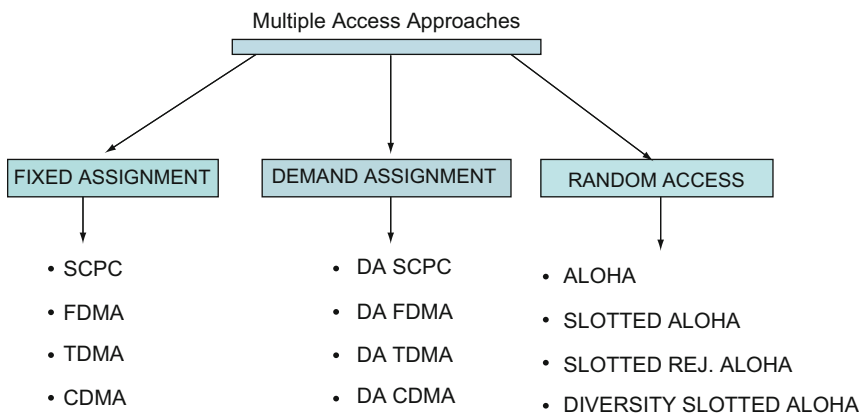 Multiple Access Approaches
FIXED ASSIGNMENT
DEMAND ASSIGNMENT
RANDOM ACCESS
• SCPC
• FDMA
• TDMA
• CDMA
• DA SCPC
• DA FDMA
• DA TDMA
• DA CDMA
• ALOHA
• SLOTTED ALOHA
• SLOTTED REJ. ALOHA
• DIVERSITY SLOTTED ALOHA